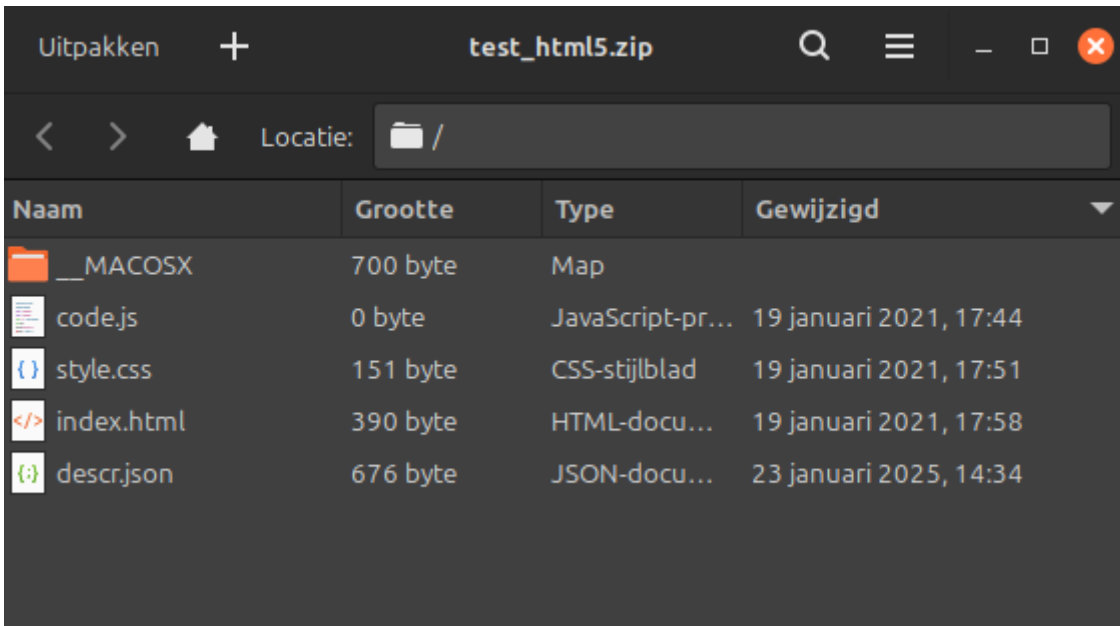 Uitpakken test_html5.zip
Locatie: /
Naam Grootte Type Gewijzigd
__MACOSX 700 byte Map
code.js 0 byte JavaScript-pr... 19 januari 2021, 17:44
style.css 151 byte CSS-stijlblad 19 januari 2021, 17:51
index.html 390 byte HTML-docu... 19 januari 2021, 17:58
descr.json 676 byte JSON-docu... 23 januari 2025, 14:34